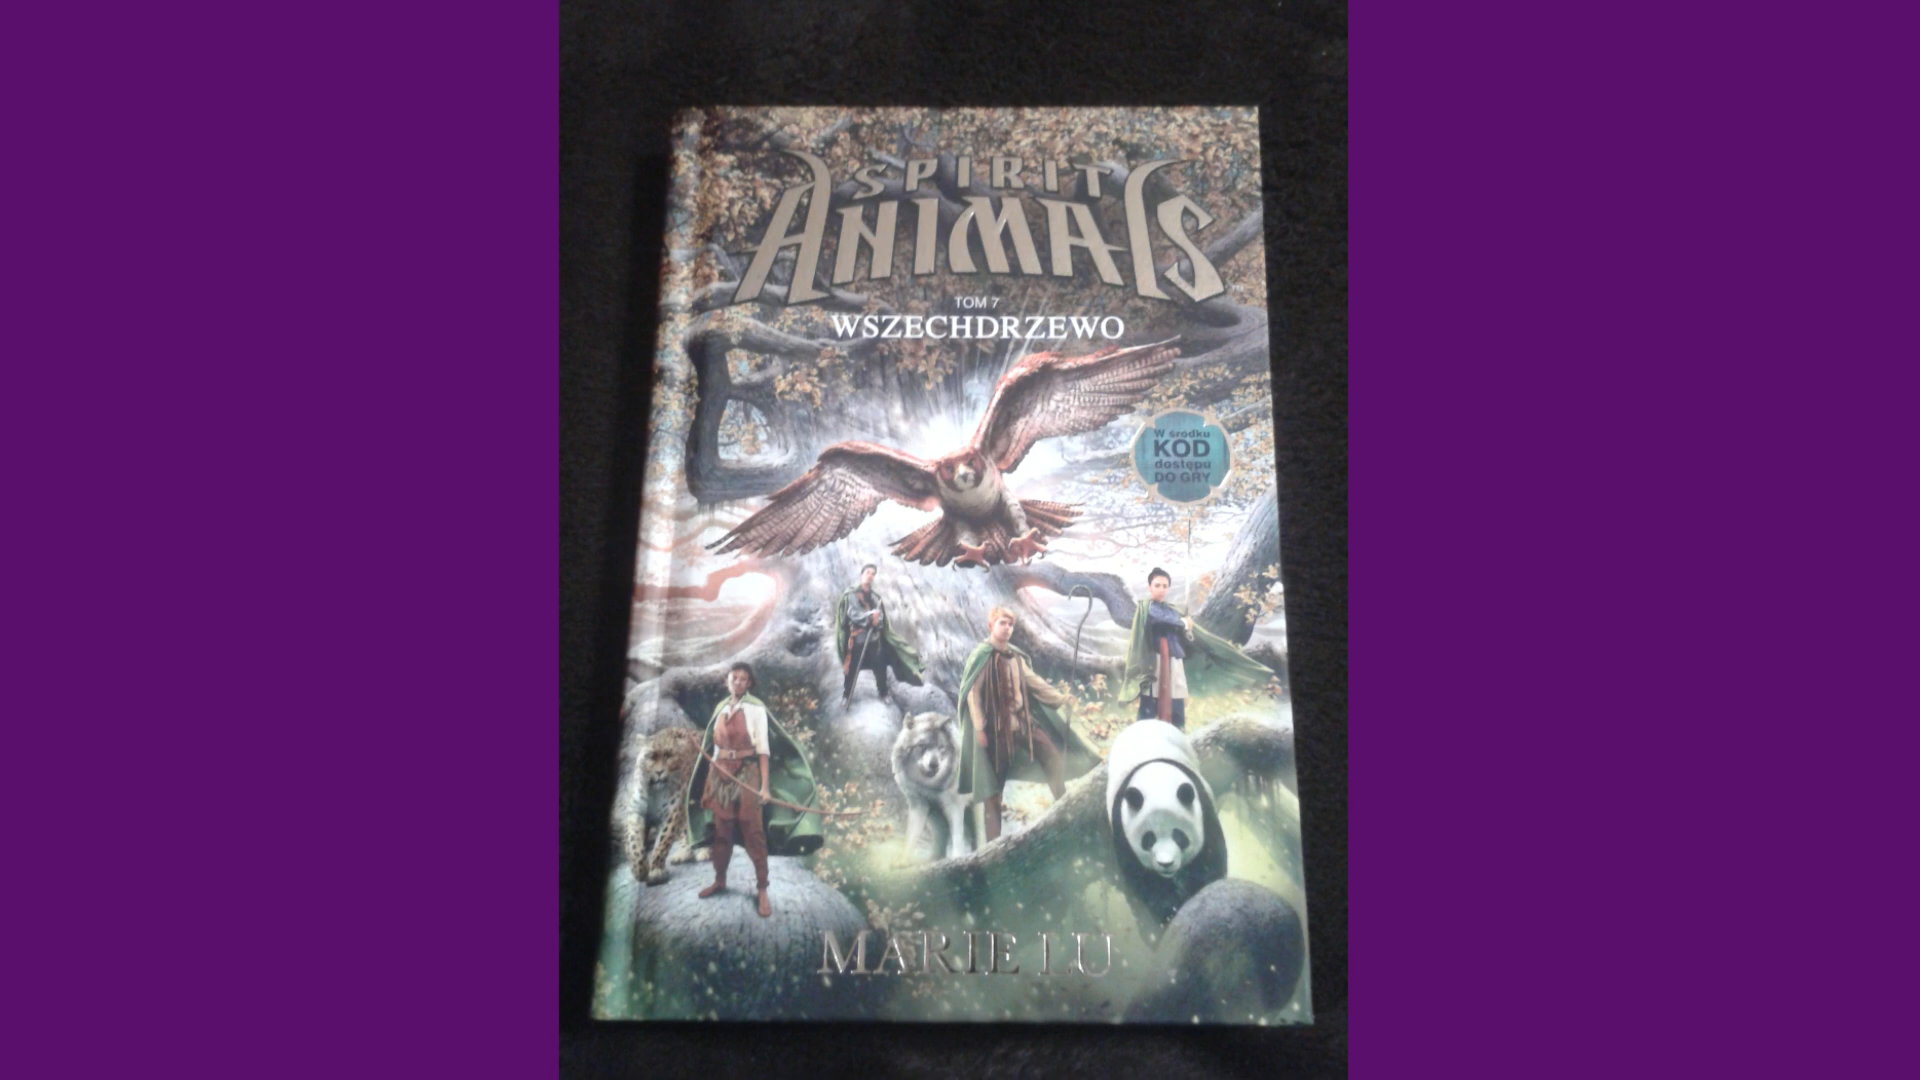 SPIRIT
ANIMALS
TOM 7
WSZECHDRZEWO
W środku
KOD
dostępu
DO GRY
MARIE LU